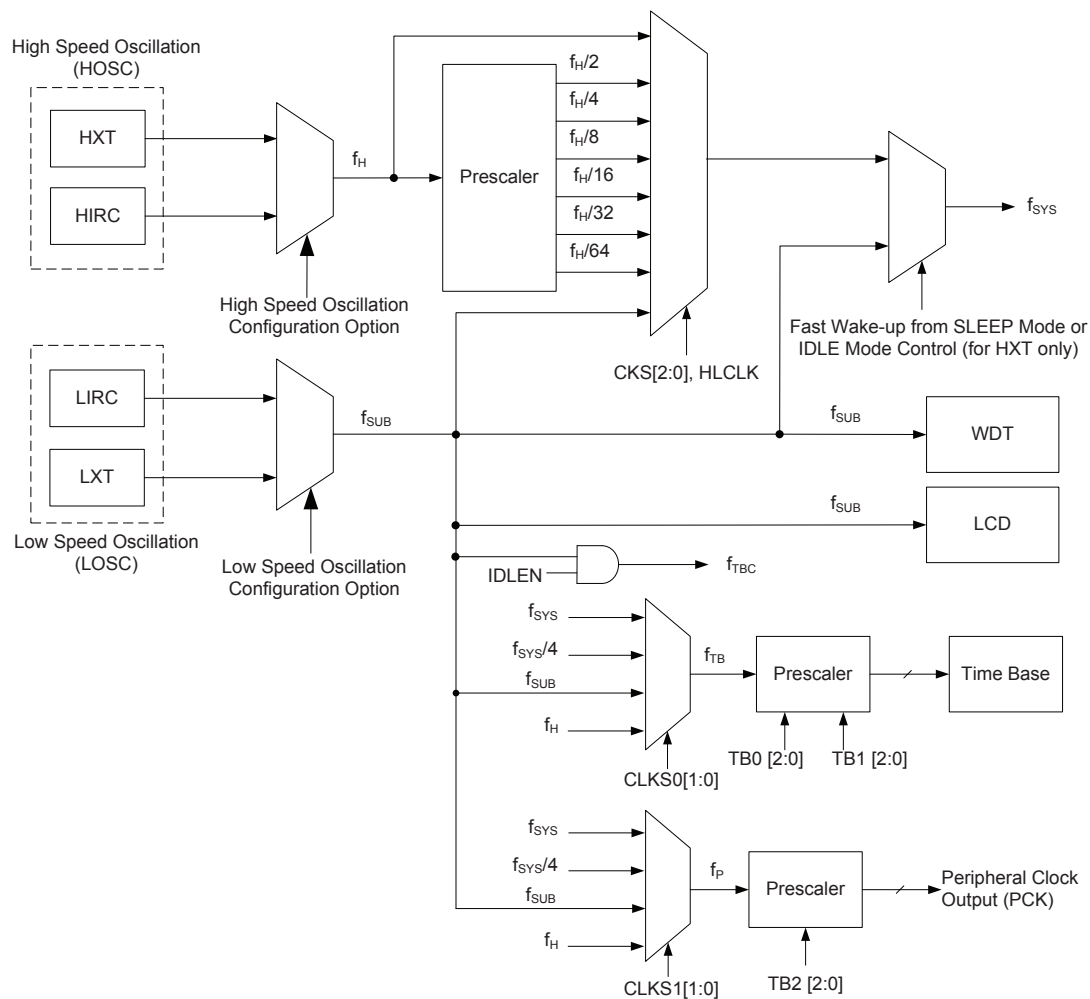 High Speed Oscillation
(HOSC)
HXT
HIRC
fH
High Speed Oscillation
Configuration Option
Prescaler
fH/2
fH/4
fH/8
fH/16
fH/32
fH/64
CKS[2:0], HLCLK
fSYS
Fast Wake-up from SLEEP Mode or
IDLE Mode Control (for HXT only)
LIRC
LXT
Low Speed Oscillation
(LOSC)
fSUB
Low Speed Oscillation
Configuration Option
fSUB
WDT
fSUB
LCD
IDLEN
fTBC
fSYS
fSYS/4
fSUB
fH
CLKS0[1:0]
fTB
Prescaler
TB0 [2:0]
TB1 [2:0]
Time Base
fSYS
fSYS/4
fSUB
fH
CLKS1[1:0]
fP
Prescaler
TB2 [2:0]
Peripheral Clock
Output (PCK)